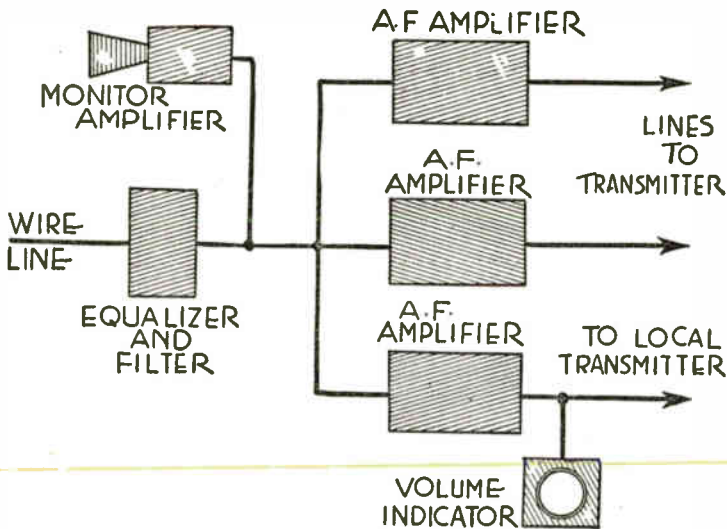 A.F AMPLIFIER
MONITOR
AMPLIFIER
LINES
TO
TRANSMITTER
A.F.
AMPLIFIER
WIRE
LINE
EQUALIZER
AND
FILTER
A.F.
AMPLIFIER
TO LOCAL
TRANSMITTER
VOLUME
INDICATOR